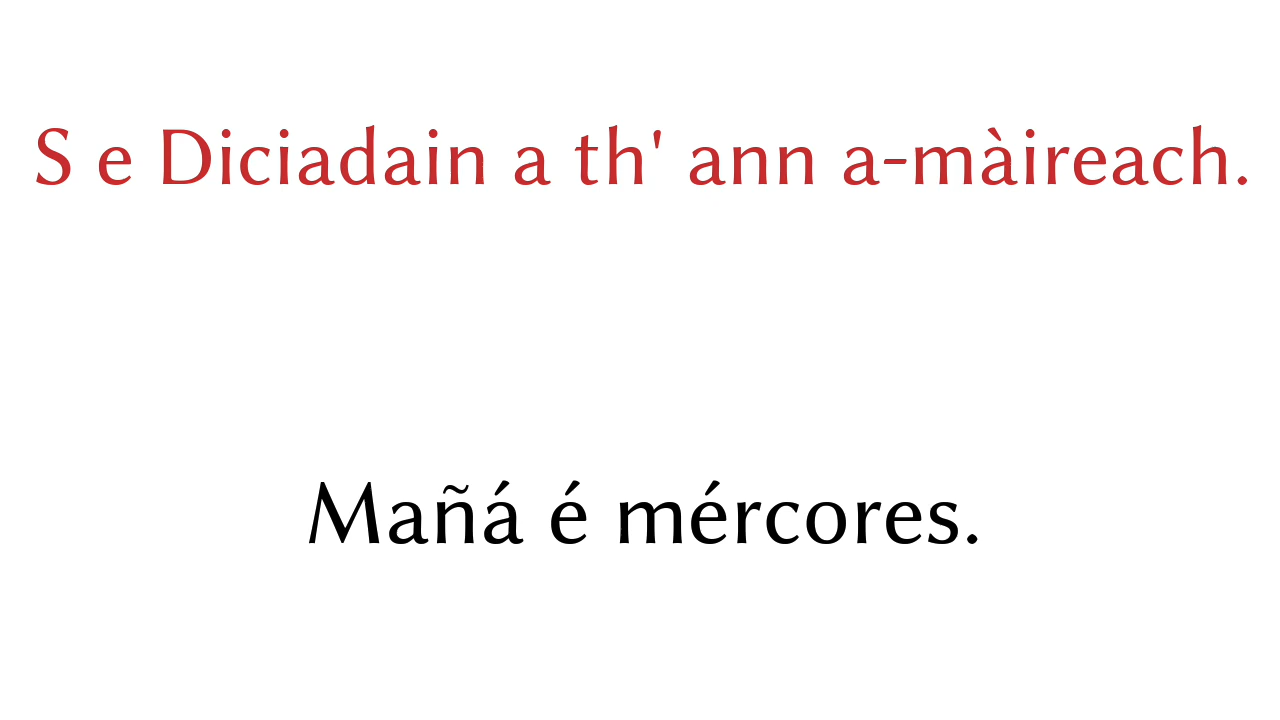 S e Diciadain a th' ann a-màireach.
Mañá é mércores.